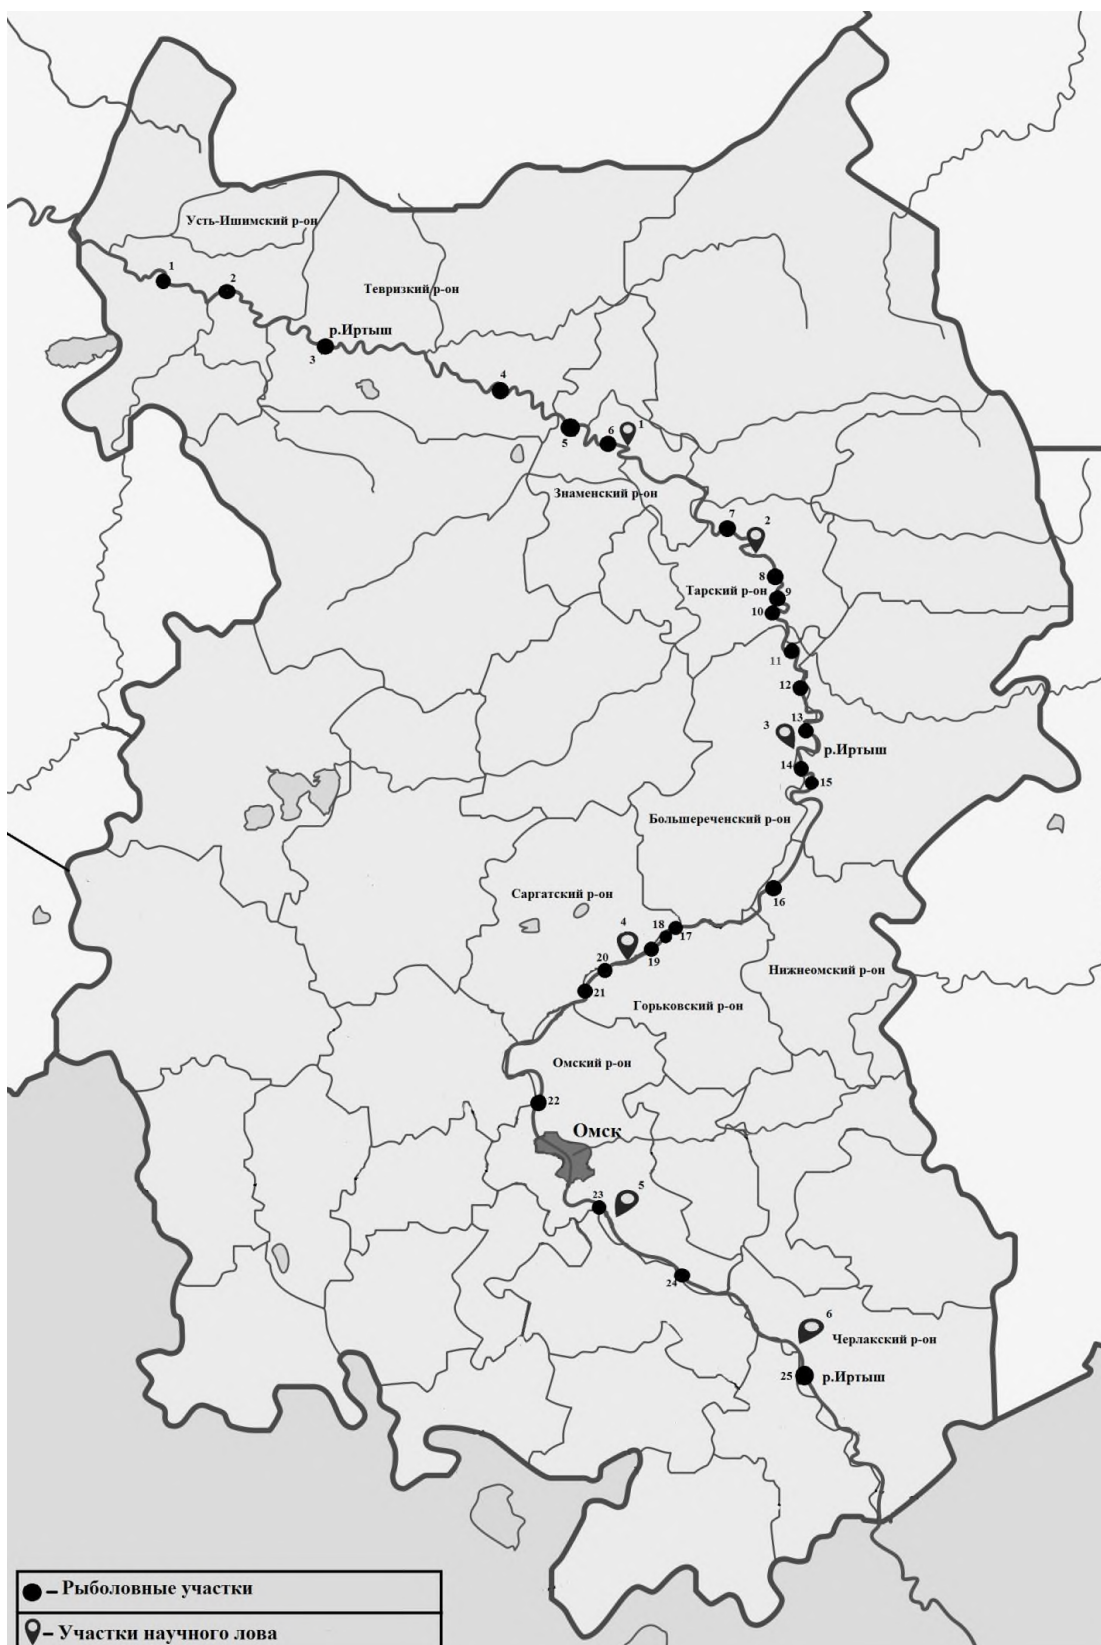 Усть-Ишимский р-он
1
2
Тевризкий р-он
р.Иртыш
3
4
5
6
1
Знаменский р-он
7
2
8
Тарский р-он
9
10
11
12
13
3
р.Иртыш
14
15
Большереченский р-он
16
Саргатский р-он
18
17
4
19
20
Нижнеомский р-он
21
Горьковский р-он
Омский р-он
22
Омск
5
23
24
6
Черлакский р-он
25
р.Иртыш
– Рыболовные участки
– Участки научного лова